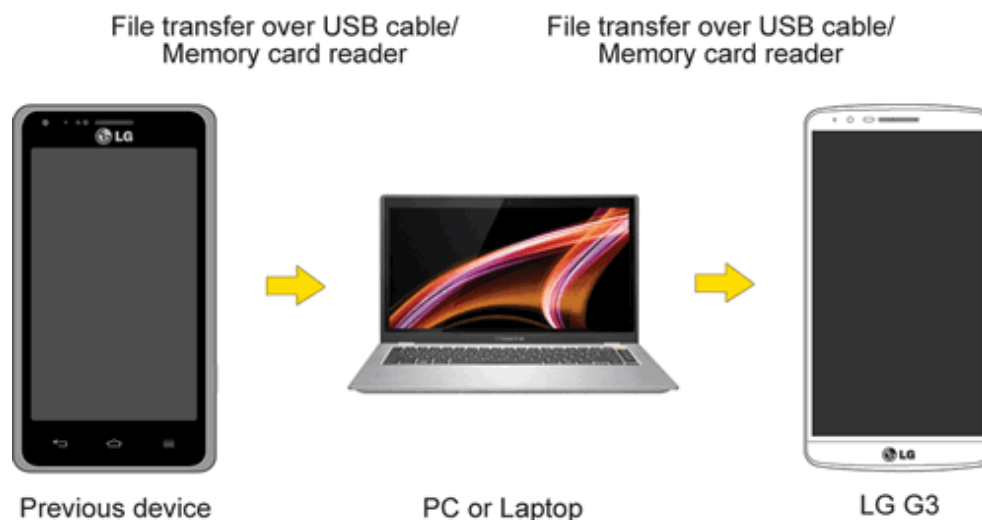 File transfer over USB cable/
Memory card reader
File transfer over USB cable/
Memory card reader
LG
LG
Previous device
PC or Laptop
LG G3